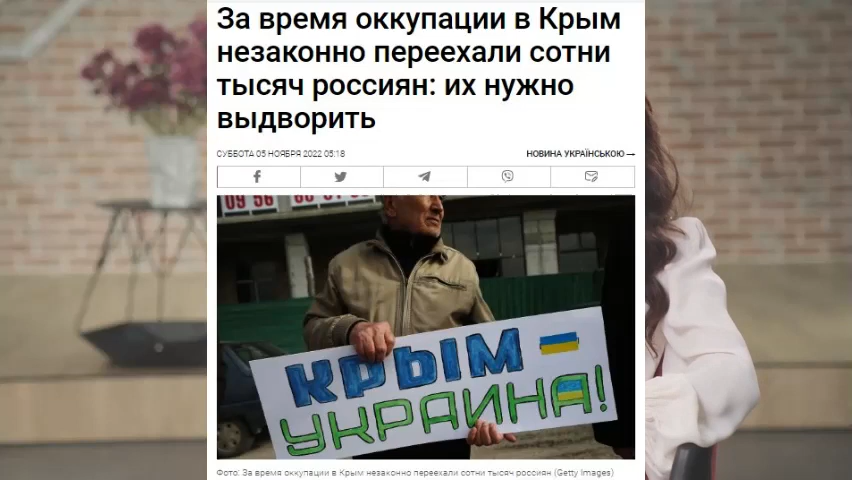 За время оккупации в Крым
незаконно переехали сотни
тысяч россиян: их нужно
выдворить
СУББОТА 05 НОЯБРЯ 2022 05:18
НОВИНА УКРАЇНСЬКОЮ →
КРЫМ –
УКРАИНА!
Фото: За время оккупации в Крым незаконно переехали сотни тысяч россиян (Getty Images)